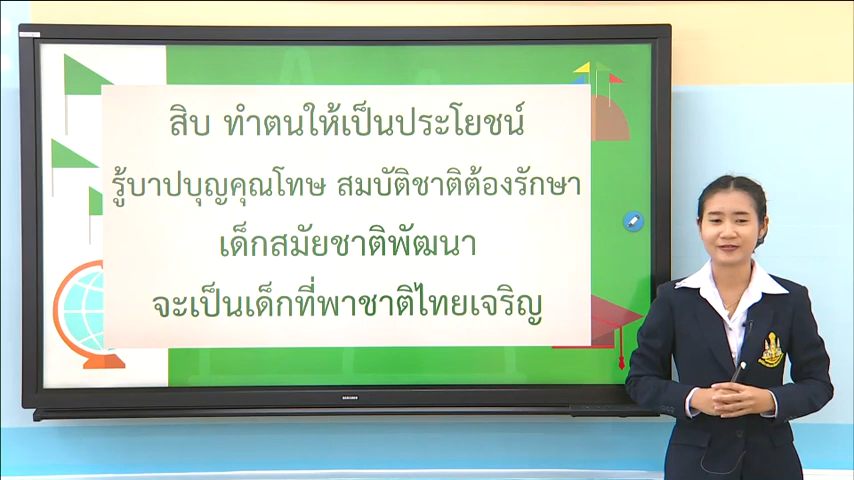 สิบ ทำตนให้เป็นประโยชน์
รู้บาปบุญคุณโทษ สมบัติชาติต้องรักษา
เด็กสมัยชาติพัฒนา
จะเป็นเด็กที่พาชาติไทยเจริญ
SAMSUNG